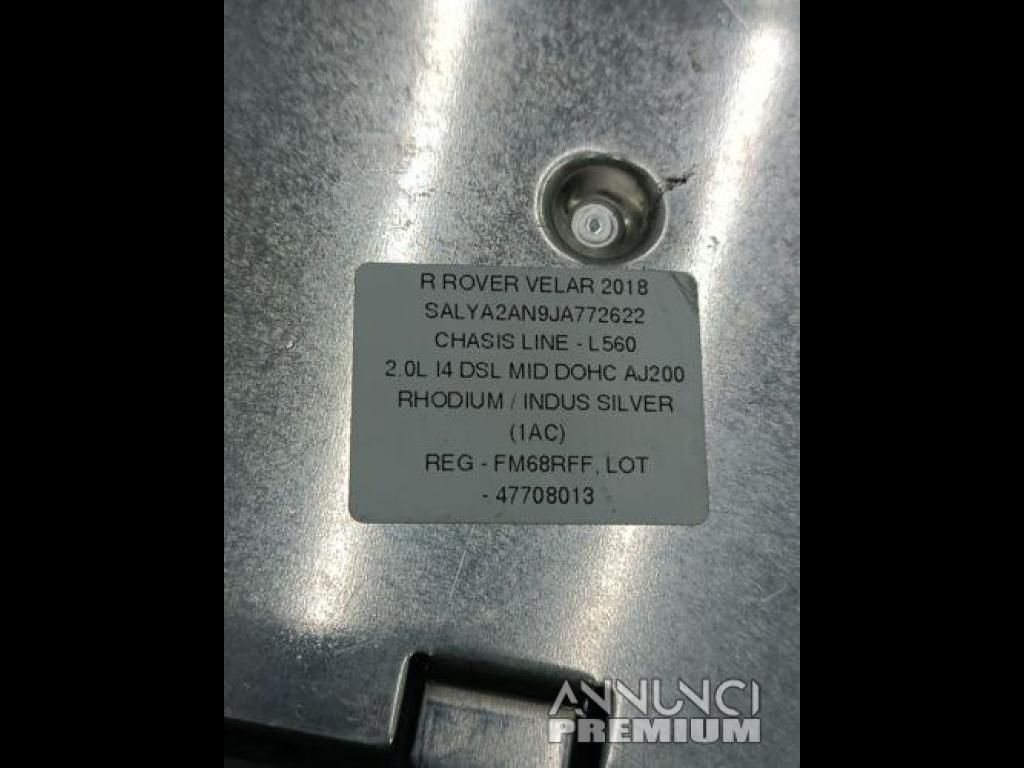 R ROVER VELAR 2018
SALYA2AN9JA772622
CHASIS LINE - L560
2.0L I4 DSL MID DOHC AJ200
RHODIUM / INDUS SILVER
(1AC)
REG - FM68RFF, LOT
- 47708013
ANNUNCI
PREMIUM